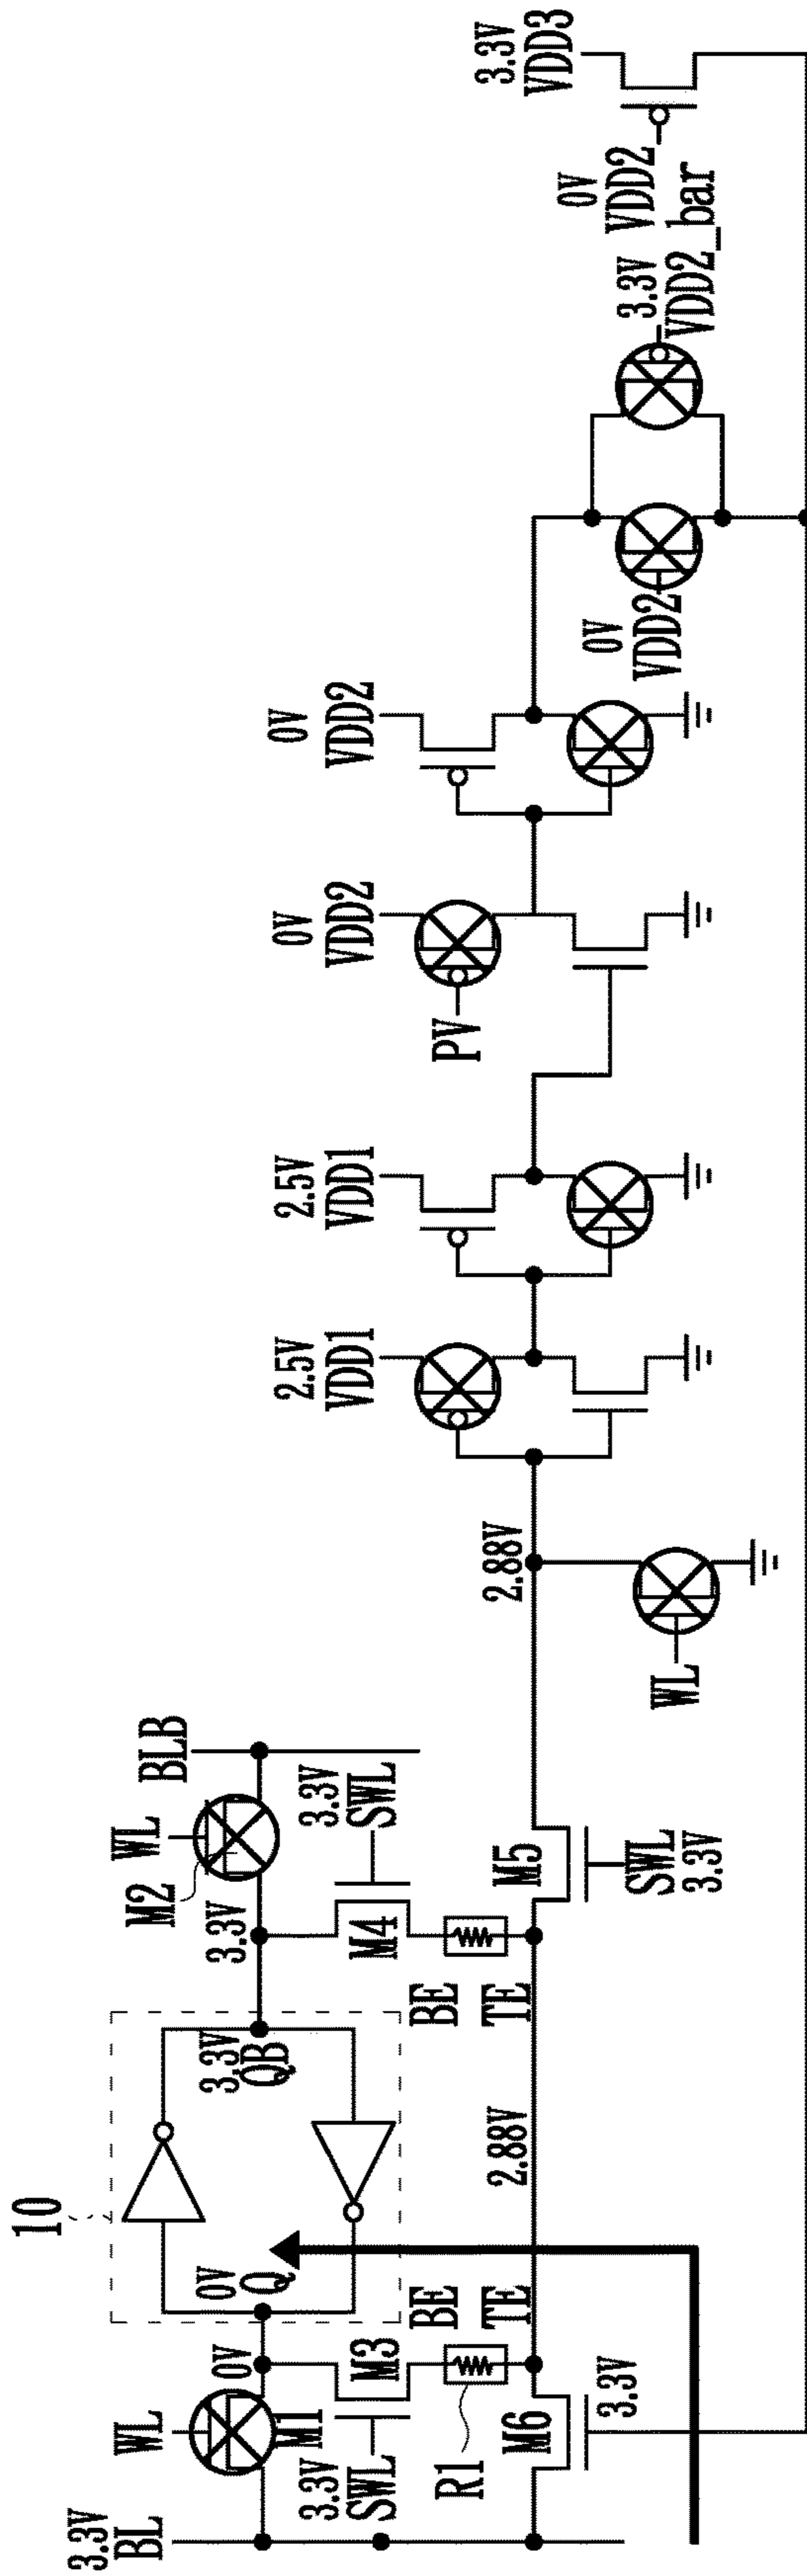 10
3.3V
BL
WL
M1
0V
0V
Q
3.3V
QB
3.3V
M2
WL
BLB
3.3V
SWL
M3
BE
TE
R1
M6
3.3V
2.88V
BE
TE
M4
3.3V
SWL
M5
SWL
3.3V
2.88V
WL
2.5V
VDD1
2.5V
VDD1
PV
0V
VDD2
0V
VDD2
0V
VDD2
3.3V
VDD2_bar
0V
VDD2
3.3V
VDD3